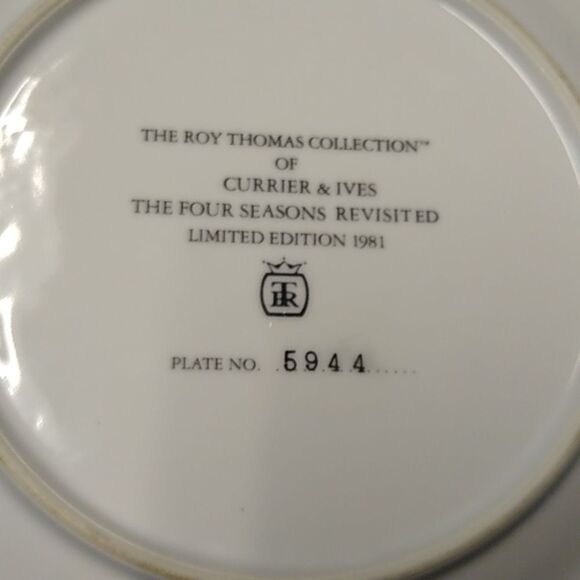 THE ROY THOMAS COLLECTION™
OF
CURRIER & IVES
THE FOUR SEASONS REVISITED
LIMITED EDITION 1981
TR
PLATE NO. 5944